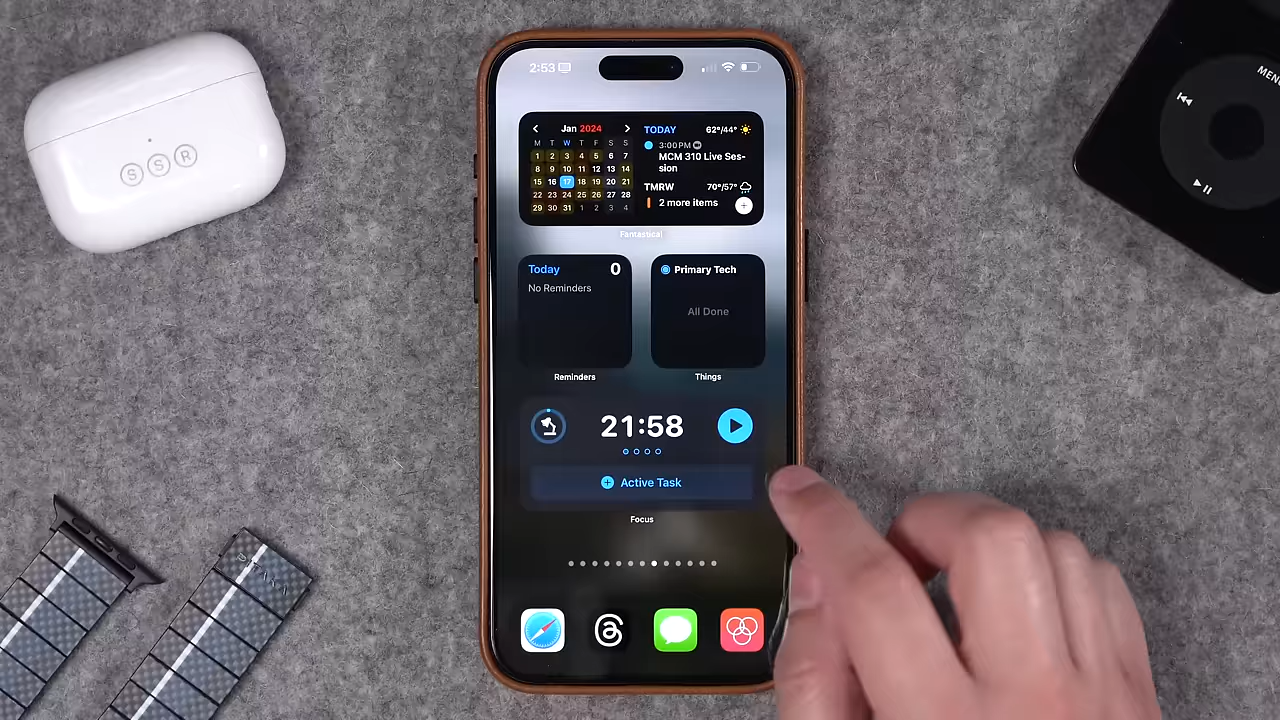 S S R
MENU
2:53
Jan 2024
M T W T F S S
1 2 3 4 5 6 7
8 9 10 11 12 13 14
15 16 17 18 19 20 21
22 23 24 25 26 27 28
29 30 31 1 2 3 4
TODAY 62°/44°
3:00PM
MCM 310 Live Ses-
sion
TMRW 70°/57°
2 more items
Fantastical
Today 0
No Reminders
Reminders
Primary Tech
All Done
Things
21:58
Active Task
Focus
PITAKA